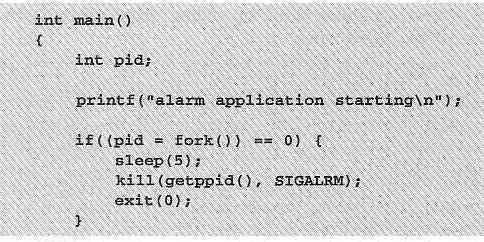 int main()
{
    int pid;

    printf("alarm application starting\n");

    if((pid = fork()) == 0) {
        sleep(5);
        kill(getppid(), SIGALRM);
        exit(0);
    }